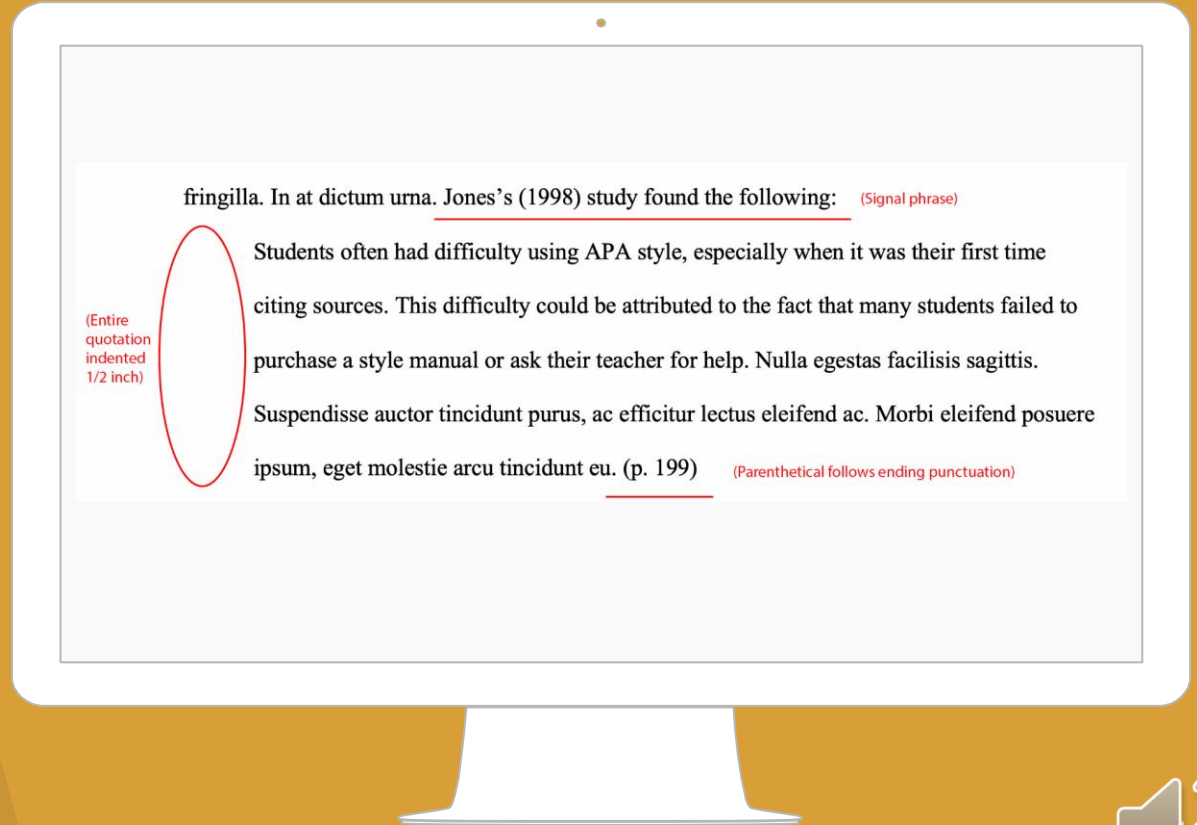 fringilla. In at dictum urna. Jones’s (1998) study found the following: (Signal phrase)
Students often had difficulty using APA style, especially when it was their first time
citing sources. This difficulty could be attributed to the fact that many students failed to
purchase a style manual or ask their teacher for help. Nulla egestas facilisis sagittis.
Suspendisse auctor tincidunt purus, ac efficitur lectus eleifend ac. Morbi eleifend posuere
ipsum, eget molestie arcu tincidunt eu. (p. 199) (Parenthetical follows ending punctuation)
(Entire
quotation
indented
1/2 inch)